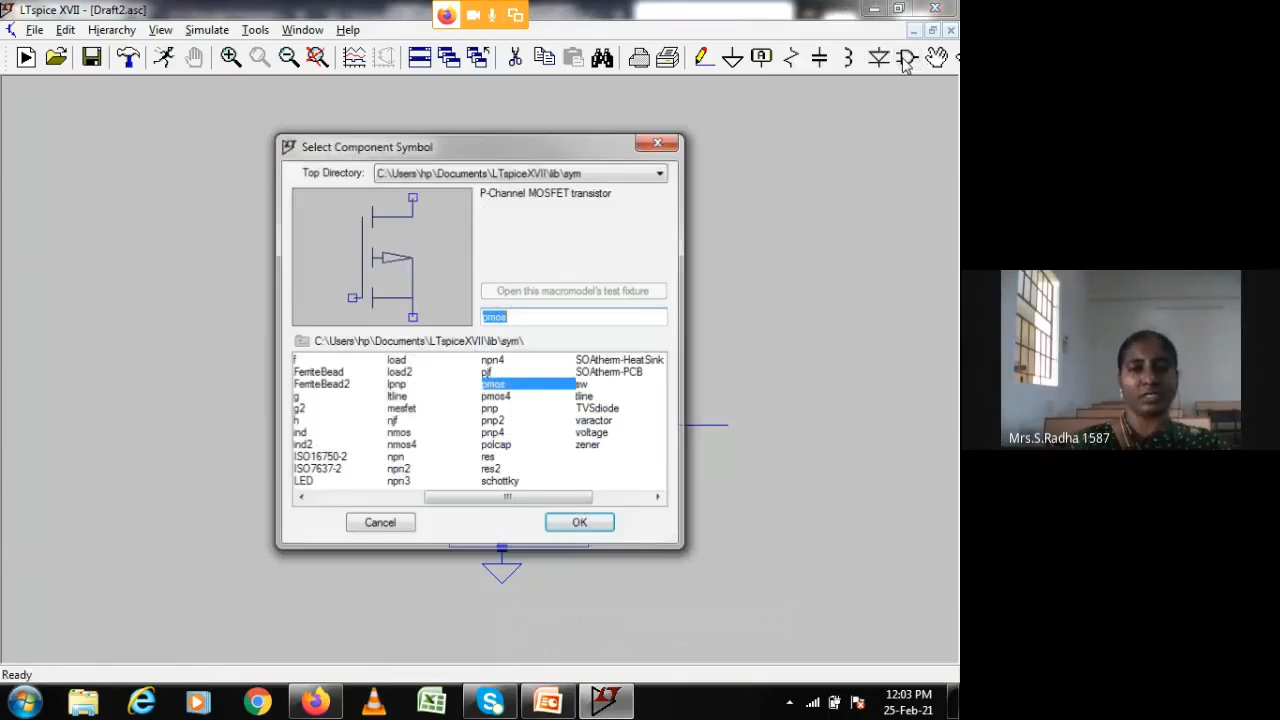 LTspice XVII - [Draft2.asc]
File Edit Hierarchy View Simulate Tools Window Help
Select Component Symbol
Top Directory: C:\Users\hp\Documents\LTspiceXVII\lib\sym
P-Channel MOSFET transistor
Open this macromodel's test fixture
pmos
C:\Users\hp\Documents\LTspiceXVII\lib\sym\
f load npn4 SOAtherm-HeatSink
FerriteBead load2 pjf SOAtherm-PCB
FerriteBead2 lpnp pmos sw
g ltline pmos4 tline
g2 mesfet pnp TVSdiode
h njf pnp2 varactor
ind nmos pnp4 voltage
ind2 nmos4 polcap zener
ISO16750-2 npn res
ISO7637-2 npn2 res2
LED npn3 schottky
Cancel OK
Mrs.S.Radha 1587
Ready
12:03 PM
25-Feb-21